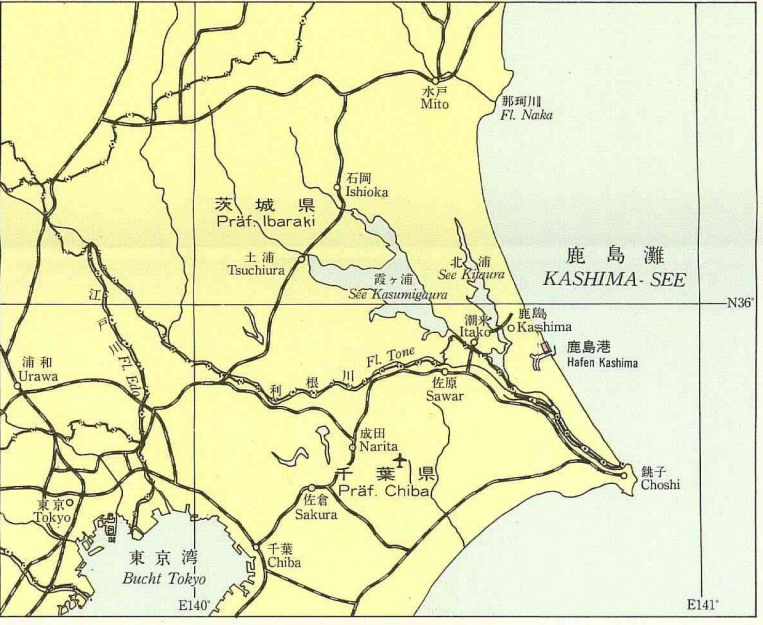 水戸
Mito
那珂川
Fl. Naka
石岡
Ishioka
茨城県
Präf. Ibaraki
土浦
Tsuchiura
北浦
See Kitaura
鹿島灘
KASHIMA-SEE
霞ヶ浦
See Kasumigaura
N36°
江戸川
Fl. Edo
潮来
Itako
鹿島
Kashima
鹿島港
Hafen Kashima
浦和
Urawa
利根川
Fl. Tone
佐原
Sawar
成田
Narita
千葉県
Präf. Chiba
銚子
Choshi
佐倉
Sakura
東京
Tokyo
東京湾
Bucht Tokyo
千葉
Chiba
E140°
E141°